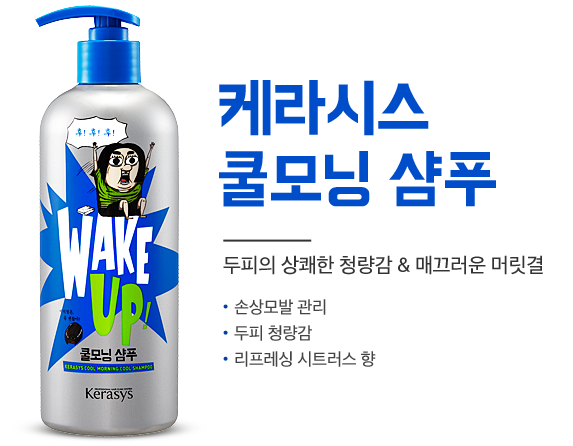 케라시스
쿨모닝 샴푸
두피의 상쾌한 청량감 & 매끄러운 머릿결
• 손상모발 관리
• 두피 청량감
• 리프레싱 시트러스 향
후! 후! 후!
WAKE
UP!
쿨모닝 샴푸
KERASYS COOL MORNING COOL SHAMPOO
Kerasys